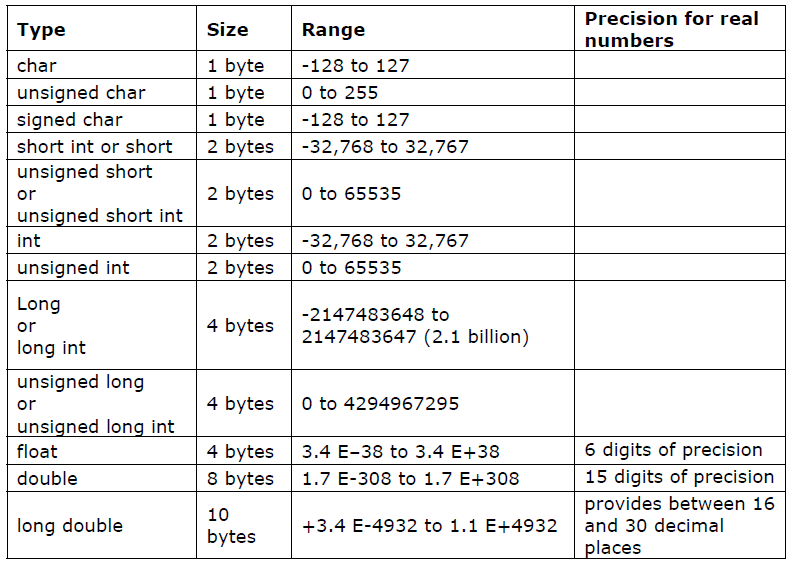 Type Size Range Precision for real
numbers
char 1 byte -128 to 127
unsigned char 1 byte 0 to 255
signed char 1 byte -128 to 127
short int or short 2 bytes -32,768 to 32,767
unsigned short
or
unsigned short int
2 bytes 0 to 65535
int 2 bytes -32,768 to 32,767
unsigned int 2 bytes 0 to 65535
Long
or
long int
4 bytes
-2147483648 to
2147483647 (2.1 billion)
unsigned long
or
unsigned long int
4 bytes 0 to 4294967295
float 4 bytes 3.4 E–38 to 3.4 E+38 6 digits of precision
double 8 bytes 1.7 E-308 to 1.7 E+308 15 digits of precision
long double
10
bytes
+3.4 E-4932 to 1.1 E+4932
provides between 16
and 30 decimal
places